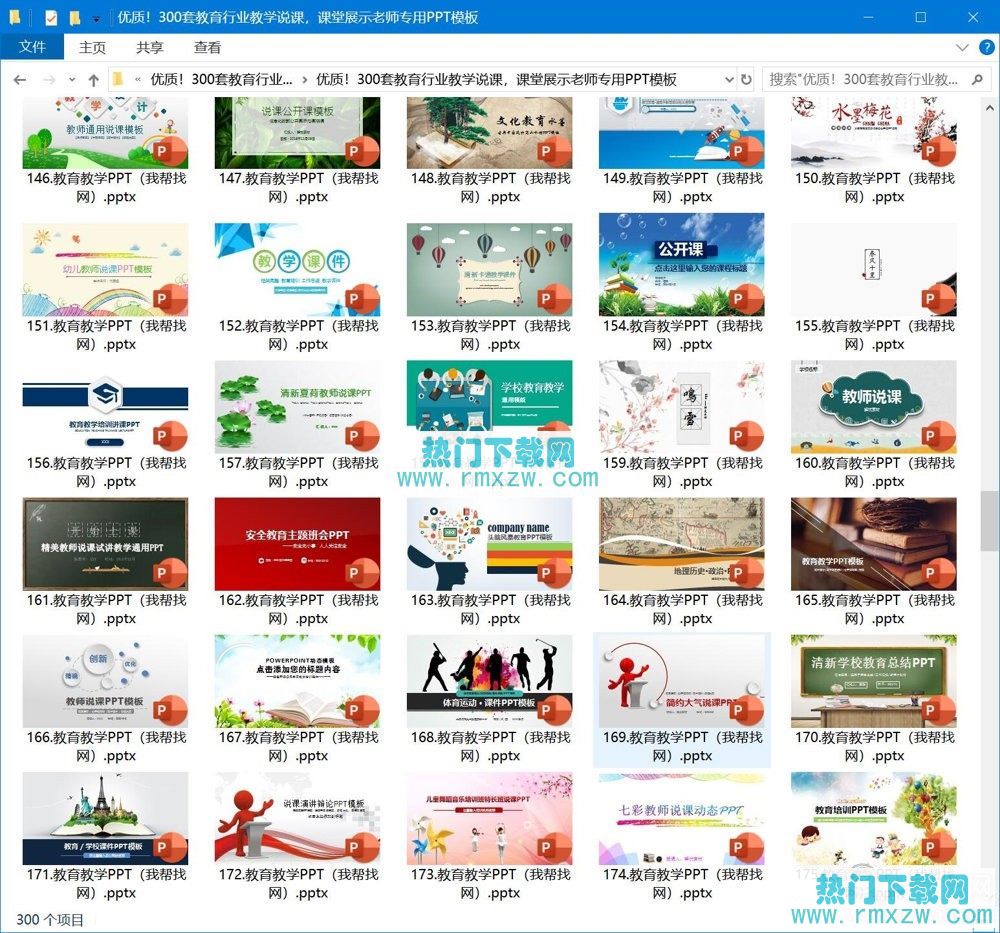 优质！300套教育行业教学说课，课堂展示老师专用PPT模板
文件 主页 共享 查看
« 优质！300套教育行业... › 优质！300套教育行业教学说课，课堂展示老师专用PPT模板
搜索"优质！300套教育行业教...
教师通用说课模板
说课公开课模板
文化教育水墨
水墨梅花
146.教育教学PPT（我帮找网）.pptx
147.教育教学PPT（我帮找网）.pptx
148.教育教学PPT（我帮找网）.pptx
149.教育教学PPT（我帮找网）.pptx
150.教育教学PPT（我帮找网）.pptx
幼儿教师说课PPT模板
教学课件
清新卡通教学课件
公开课
点击这里输入您的课程标题
春风十里
151.教育教学PPT（我帮找网）.pptx
152.教育教学PPT（我帮找网）.pptx
153.教育教学PPT（我帮找网）.pptx
154.教育教学PPT（我帮找网）.pptx
155.教育教学PPT（我帮找网）.pptx
教育教学培训讲课PPT
清新夏荷教师说课PPT
学校教育教学
通用模板
鸣雪
教师说课
156.教育教学PPT（我帮找网）.pptx
157.教育教学PPT（我帮找网）.pptx
热门下载网
www.rmxzw.com
159.教育教学PPT（我帮找网）.pptx
160.教育教学PPT（我帮找网）.pptx
开始上课
精美教师说课试讲教学通用PPT
安全教育主题班会PPT
company name
头脑风暴教育PPT模板
地理历史•政治•
教育教学PPT模板
161.教育教学PPT（我帮找网）.pptx
162.教育教学PPT（我帮找网）.pptx
163.教育教学PPT（我帮找网）.pptx
164.教育教学PPT（我帮找网）.pptx
165.教育教学PPT（我帮找网）.pptx
创新
教师说课PPT模板
POWERPOINT动态模板
点击添加您的标题内容
体育运动•课件PPT模板
简约大气说课PP
清新学校教育总结PPT
166.教育教学PPT（我帮找网）.pptx
167.教育教学PPT（我帮找网）.pptx
168.教育教学PPT（我帮找网）.pptx
169.教育教学PPT（我帮找网）.pptx
170.教育教学PPT（我帮找网）.pptx
教育/学校课件PPT模板
说课演讲辩论PPT模板
儿童舞蹈音乐培训班特长班说课PPT
七彩教师说课动态PPT
教育培训PPT模板
171.教育教学PPT（我帮找网）.pptx
172.教育教学PPT（我帮找网）.pptx
173.教育教学PPT（我帮找网）.pptx
174.教育教学PPT（我帮找网）.pptx
热门下载网
www.rmxzw.com
300 个项目